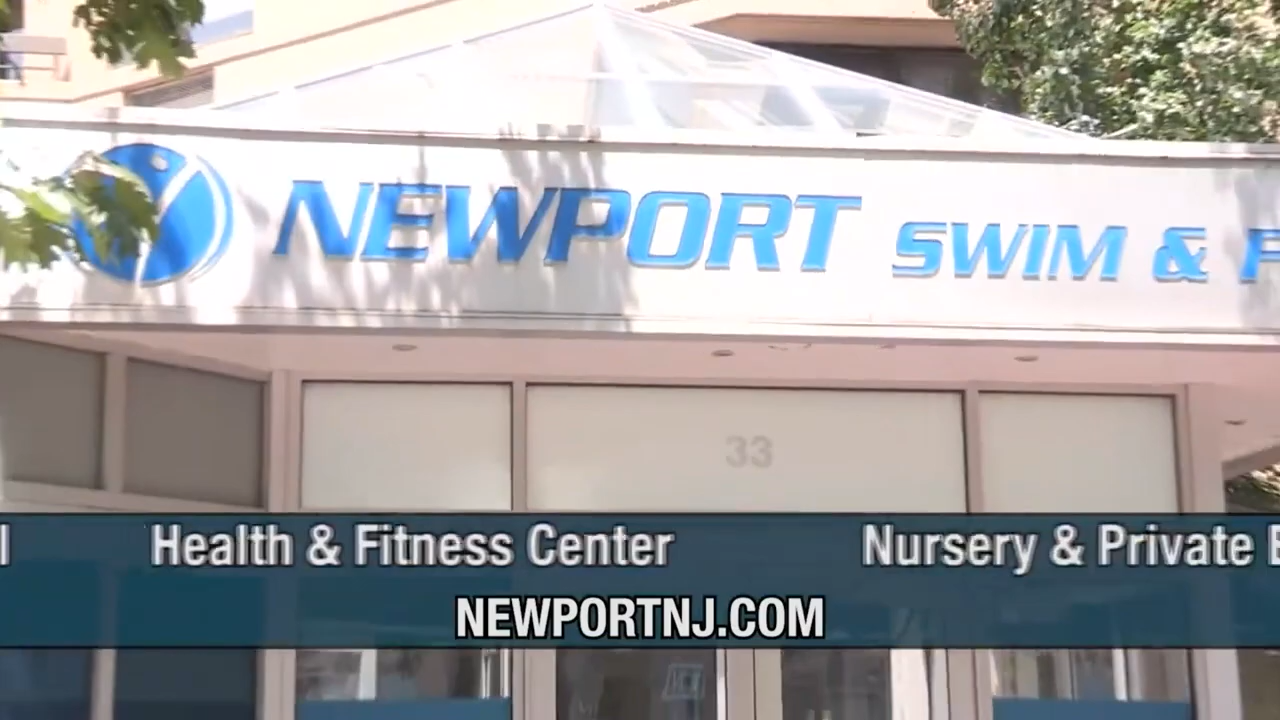 NEWPORT SWIM &
33
Health & Fitness Center Nursery & Private
NEWPORTNJ.COM